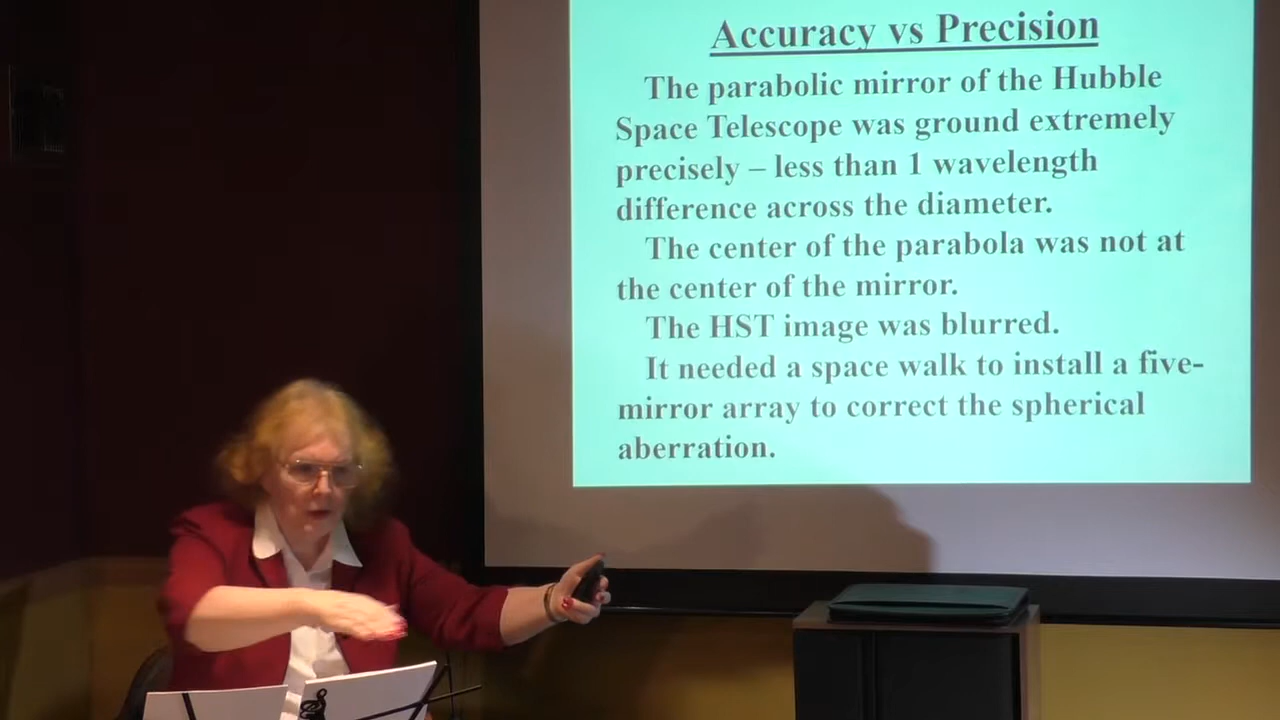 Accuracy vs Precision
The parabolic mirror of the Hubble
Space Telescope was ground extremely
precisely – less than 1 wavelength
difference across the diameter.
The center of the parabola was not at
the center of the mirror.
The HST image was blurred.
It needed a space walk to install a five-
mirror array to correct the spherical
aberration.